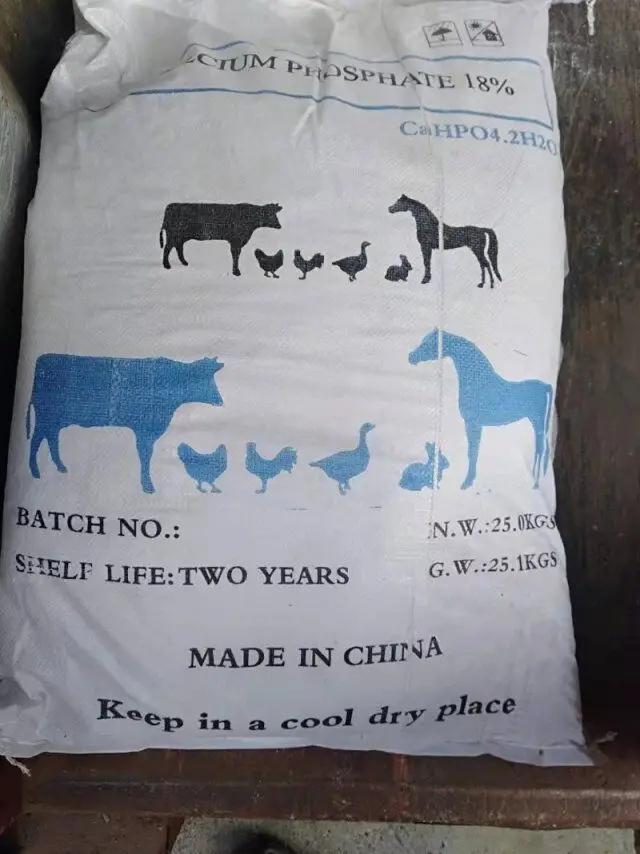 CIUM PHOSPHATE 18%
CaHPO4.2H2O
BATCH NO.:
N.W.:25.0KGS
SHELF LIFE: TWO YEARS
G.W.:25.1KGS
MADE IN CHINA
Keep in a cool dry place